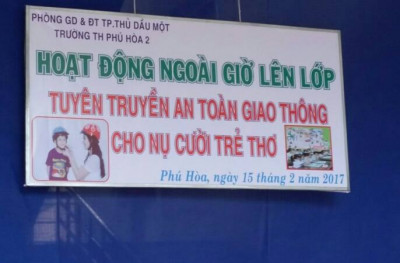 PHÒNG GD & ĐT TP.THỦ DẦU MỘT
TRƯỜNG TH PHÚ HÒA 2
HOẠT ĐỘNG NGOÀI GIỜ LÊN LỚP
TUYÊN TRUYỀN AN TOÀN GIAO THÔNG
CHO NỤ CƯỜI TRẺ THƠ
Phú Hòa, ngày 15 tháng 2 năm 2017